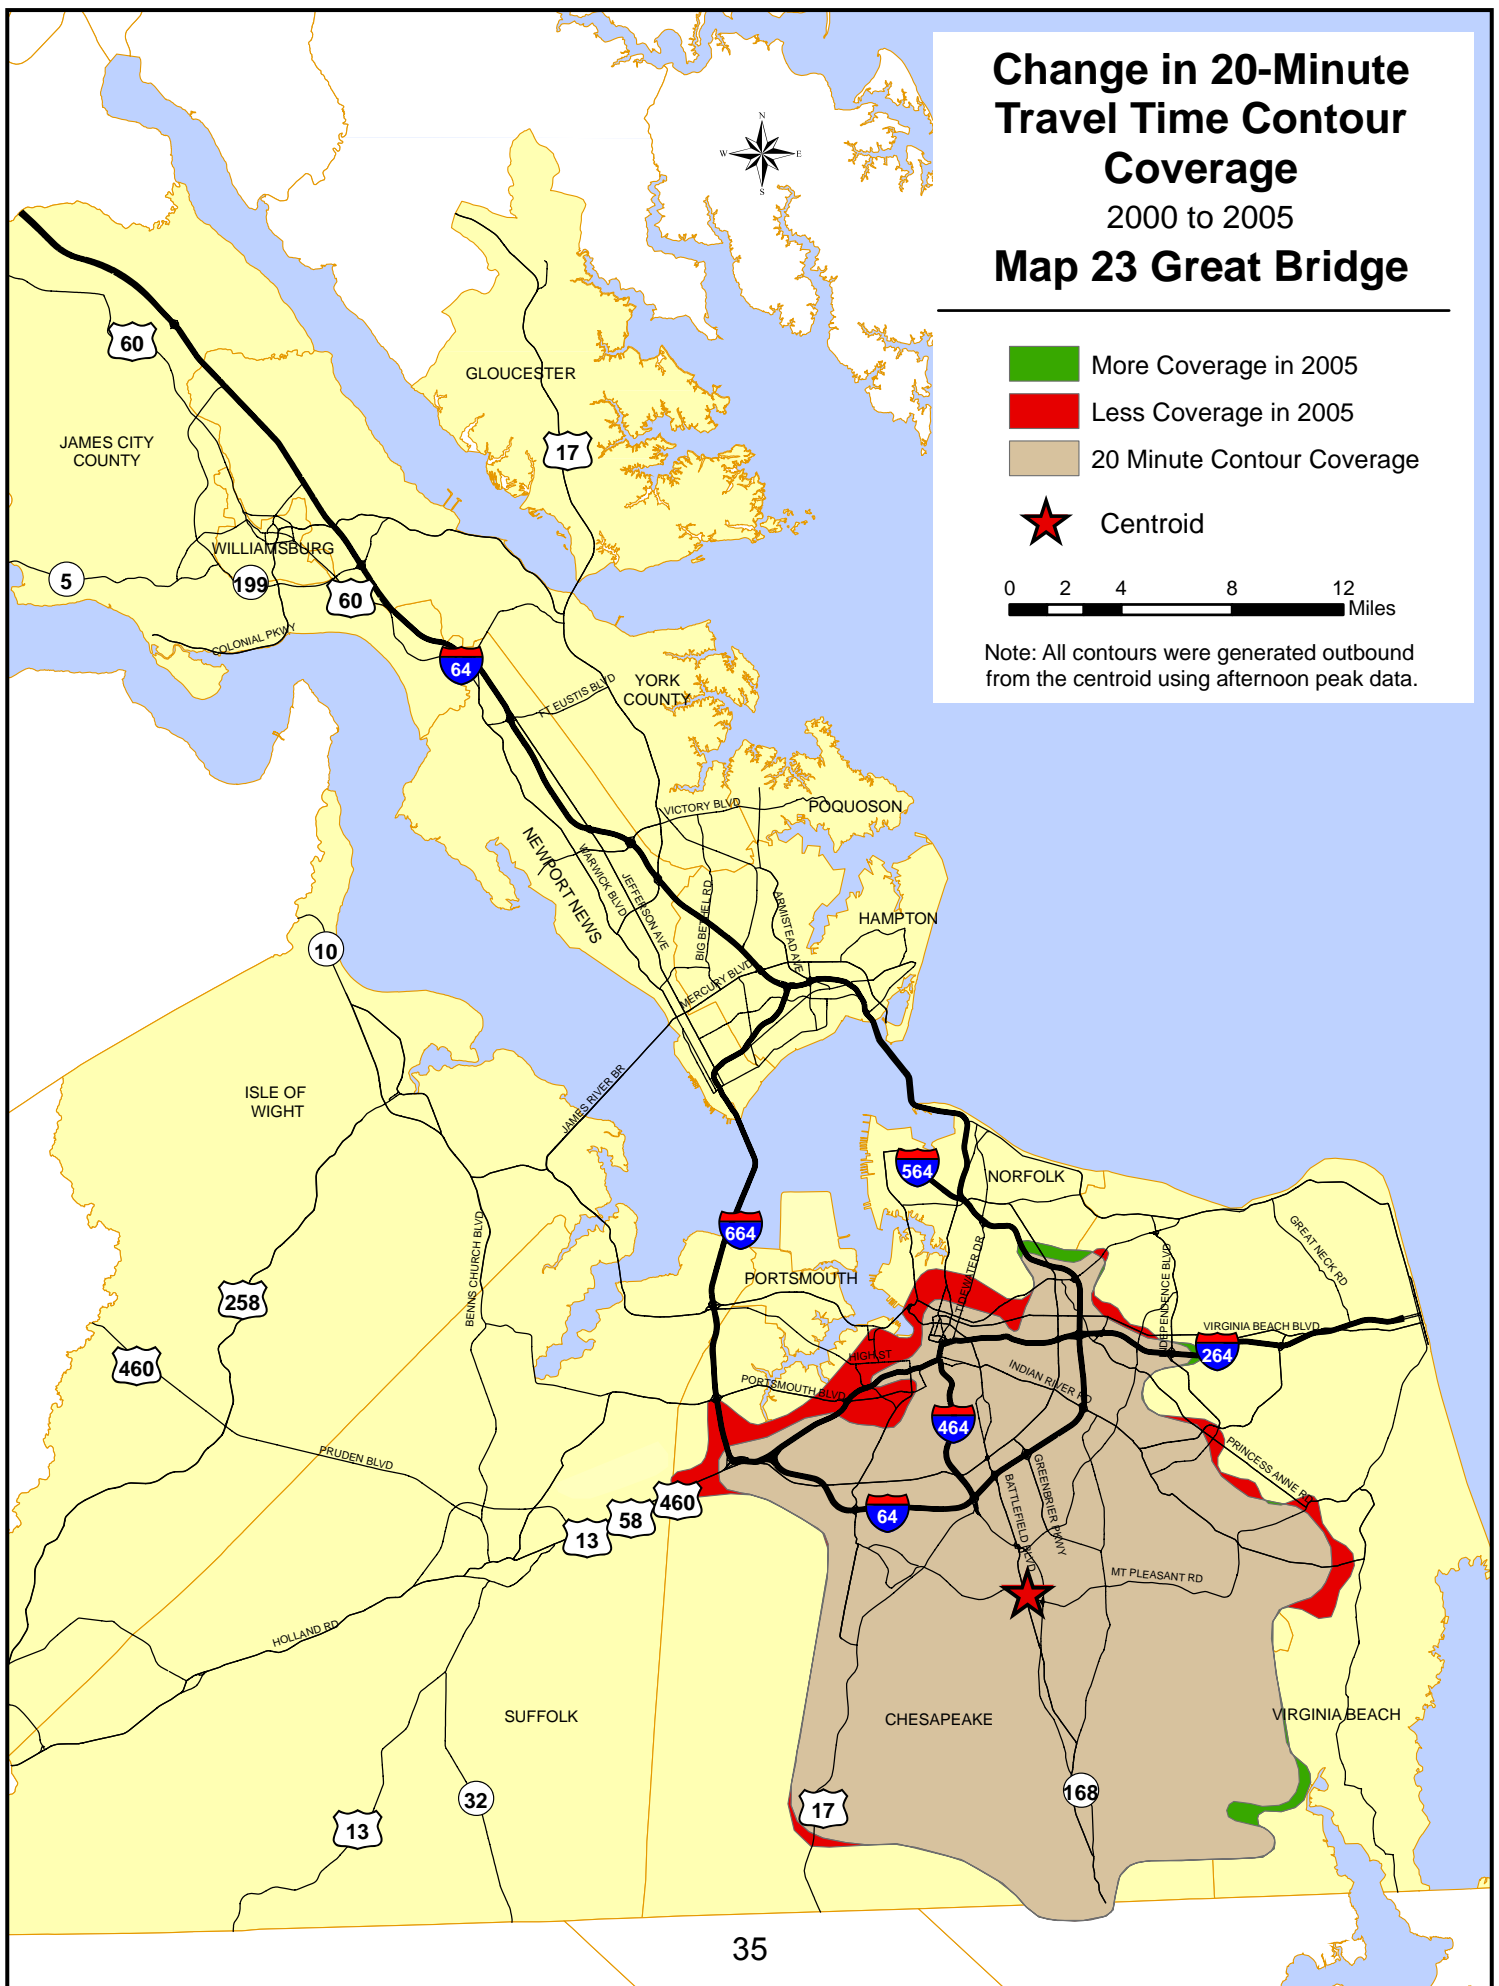 Change in 20-Minute
Travel Time Contour
Coverage
2000 to 2005
Map 23 Great Bridge
More Coverage in 2005
Less Coverage in 2005
20 Minute Contour Coverage
Centroid
0 2 4 8 12
Miles
Note: All contours were generated outbound
from the centroid using afternoon peak data.
N
W E
S
60
GLOUCESTER
JAMES CITY
COUNTY
17
WILLIAMSBURG
5
199
60
COLONIAL PKWY
64
FT EUSTIS BLVD
YORK
COUNTY
VICTORY BLVD
POQUOSON
NEWPORT NEWS
WARWICK BLVD
JEFFERSON AVE
BIG BETHEL RD
ARMISTEAD AVE
HAMPTON
10
MERCURY BLVD
ISLE OF
WIGHT
JAMES RIVER BR
564
NORFOLK
664
BENNS CHURCH BLVD
TIDEWATER DR
INDEPENDENCE BLVD
GREAT NECK RD
PORTSMOUTH
258
VIRGINIA BEACH BLVD
460
HIGH ST
264
INDIAN RIVER RD
PORTSMOUTH BLVD
464
PRUDEN BLVD
PRINCESS ANNE RD
GREENBRIER PKWY
BATTLEFIELD BLVD
460
58
13
64
MT PLEASANT RD
HOLLAND RD
SUFFOLK
CHESAPEAKE
VIRGINIA BEACH
32
17
168
13
35